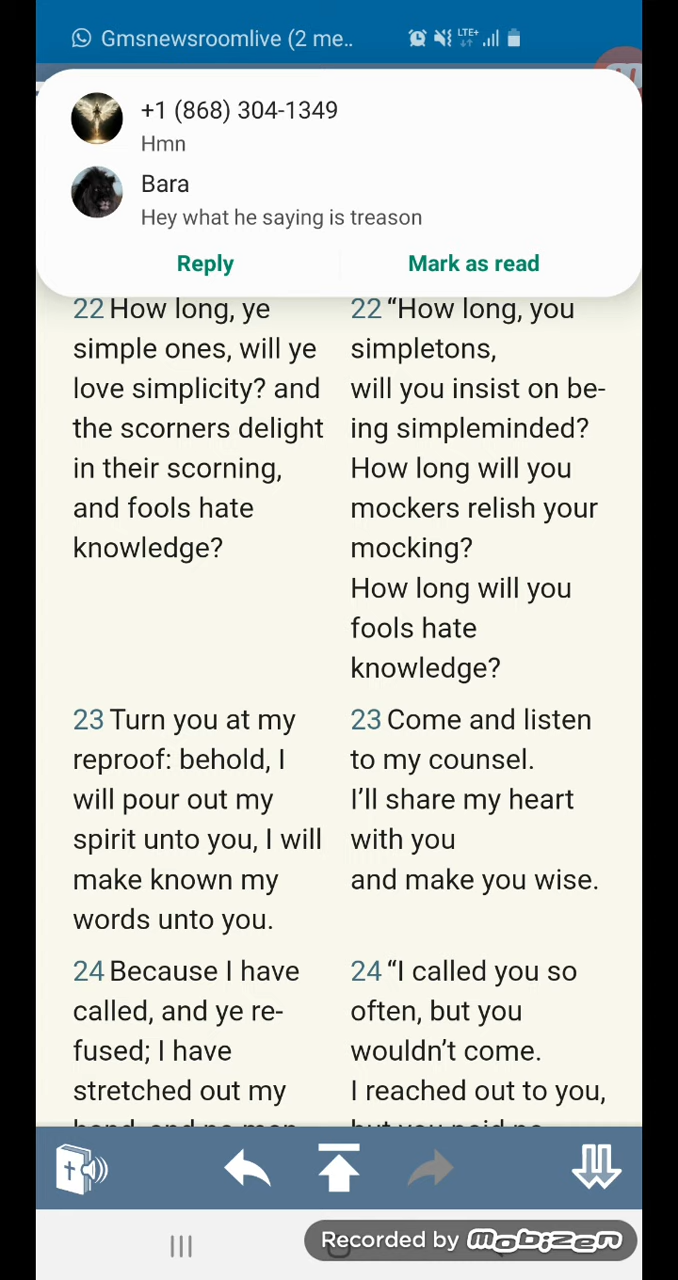 Gmsnewsroomlive (2 me..
LTE+
+1 (868) 304-1349
Hmn
Bara
Hey what he saying is treason
Reply
Mark as read
22 How long, ye
simple ones, will ye
love simplicity? and
the scorners delight
in their scorning,
and fools hate
knowledge?
22 “How long, you
simpletons,
will you insist on be-
ing simpleminded?
How long will you
mockers relish your
mocking?
How long will you
fools hate
knowledge?
23 Turn you at my
reproof: behold, I
will pour out my
spirit unto you, I will
make known my
words unto you.
23 Come and listen
to my counsel.
I’ll share my heart
with you
and make you wise.
24 Because I have
called, and ye re-
fused; I have
stretched out my
24 “I called you so
often, but you
wouldn’t come.
I reached out to you,
Recorded by mobizen